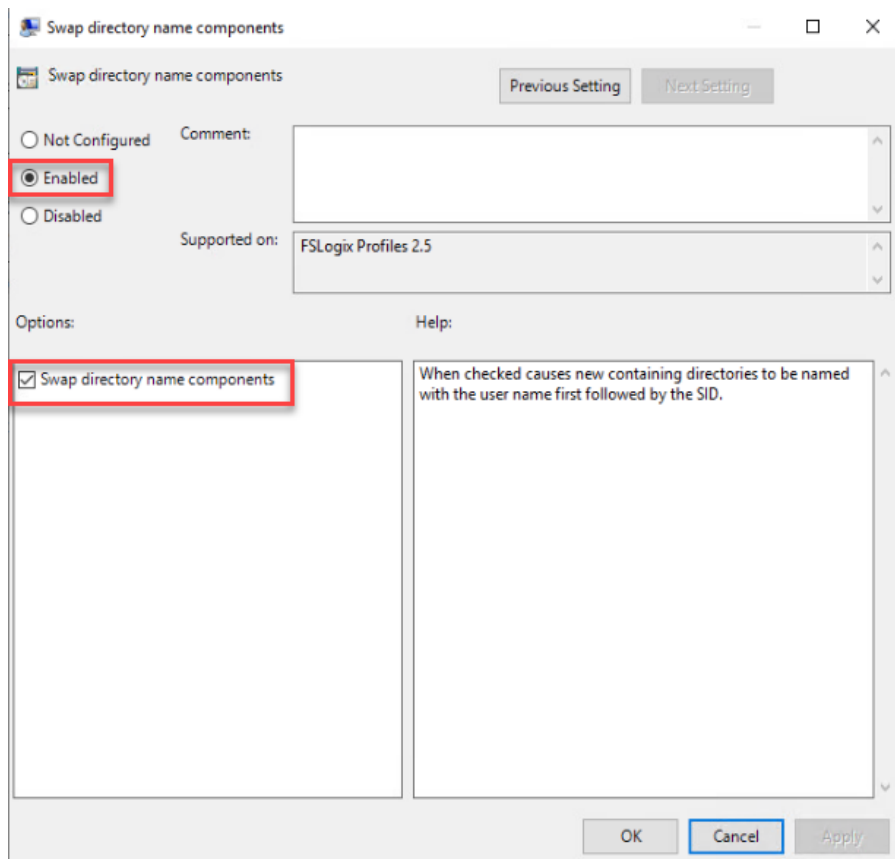 Swap directory name components
Swap directory name components
Previous Setting
Next Setting
Not Configured
Comment:
Enabled
Disabled
Supported on:
FSLogix Profiles 2.5
Options:
Help:
Swap directory name components
When checked causes new containing directories to be named
with the user name first followed by the SID.
OK
Cancel
Apply